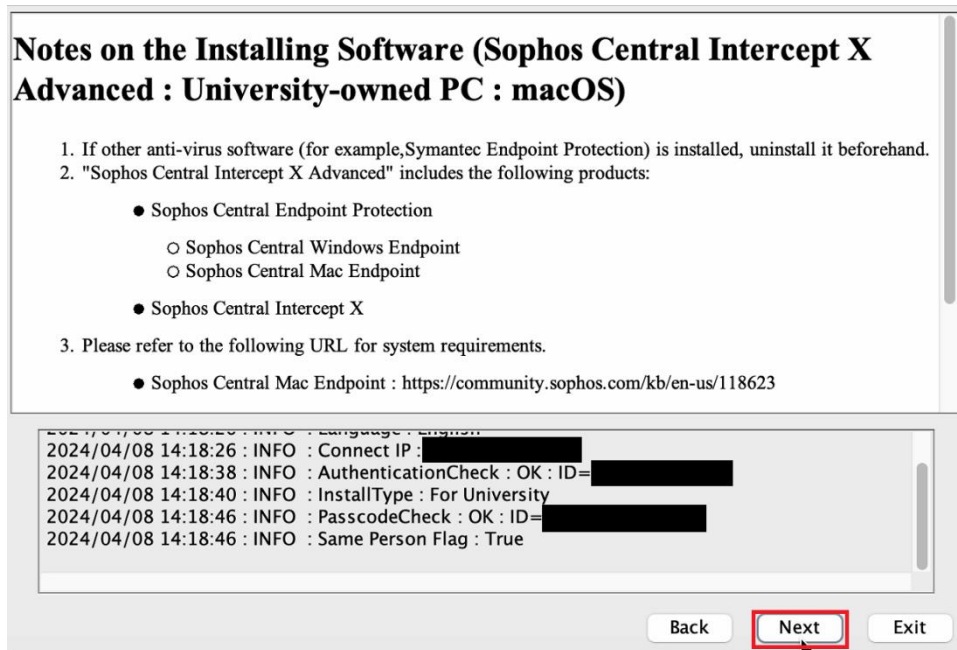 Notes on the Installing Software (Sophos Central Intercept X
Advanced : University-owned PC : macOS)
1. If other anti-virus software (for example,Symantec Endpoint Protection) is installed, uninstall it beforehand.
2. "Sophos Central Intercept X Advanced" includes the following products:
● Sophos Central Endpoint Protection
○ Sophos Central Windows Endpoint
○ Sophos Central Mac Endpoint
● Sophos Central Intercept X
3. Please refer to the following URL for system requirements.
● Sophos Central Mac Endpoint : https://community.sophos.com/kb/en-us/118623
: INFO : Language : English
2024/04/08 14:18:26 : INFO : Connect IP :
2024/04/08 14:18:38 : INFO : AuthenticationCheck : OK : ID=
2024/04/08 14:18:40 : INFO : InstallType : For University
2024/04/08 14:18:46 : INFO : PasscodeCheck : OK : ID=
2024/04/08 14:18:46 : INFO : Same Person Flag : True
Back Next Exit